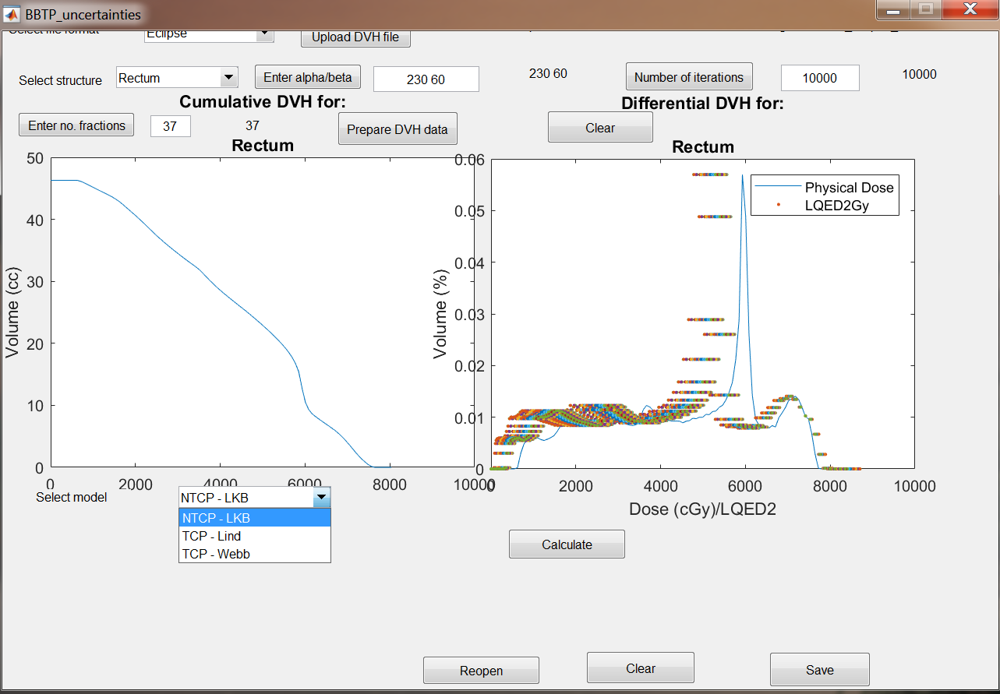 BBTP_uncertainties
Select file format Eclipse Upload DVH file
Select structure Rectum Enter alpha/beta 230 60 230 60 Number of iterations 10000 10000
Cumulative DVH for: Differential DVH for:
Enter no. fractions 37 37 Prepare DVH data Clear
Rectum Rectum
50
40
30
20
10
0
Volume (cc)
0 2000 4000 6000 8000 10000
0.06
0.05
0.04
0.03
0.02
0.01
0
Volume (%)
Physical Dose
LQED2Gy
0 2000 4000 6000 8000 10000
Dose (cGy)/LQED2
Select model NTCP - LKB
NTCP - LKB
TCP - Lind
TCP - Webb
Calculate
Reopen Clear Save